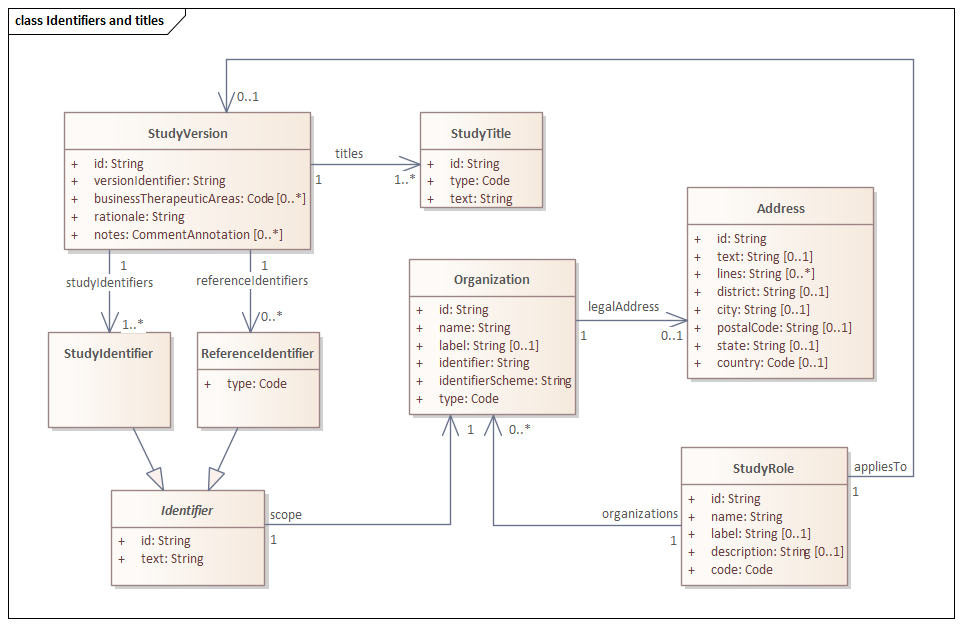 class Identifiers and titles
0..1
StudyVersion
+ id: String
+ versionIdentifier: String
+ businessTherapeuticAreas: Code [0..*]
+ rationale: String
+ notes: CommentAnnotation [0..*]
titles
1
1..*
StudyTitle
+ id: String
+ type: Code
+ text: String
1
studyIdentifiers
1..*
1
referenceIdentifiers
0..*
StudyIdentifier
ReferenceIdentifier
+ type: Code
Organization
+ id: String
+ name: String
+ label: String [0..1]
+ identifier: String
+ identifierScheme: String
+ type: Code
legalAddress
1
0..1
Address
+ id: String
+ text: String [0..1]
+ lines: String [0..*]
+ district: String [0..1]
+ city: String [0..1]
+ postalCode: String [0..1]
+ state: String [0..1]
+ country: Code [0..1]
1
0..*
Identifier
+ id: String
+ text: String
scope
1
organizations
1
StudyRole
+ id: String
+ name: String
+ label: String [0..1]
+ description: String [0..1]
+ code: Code
appliesTo
1